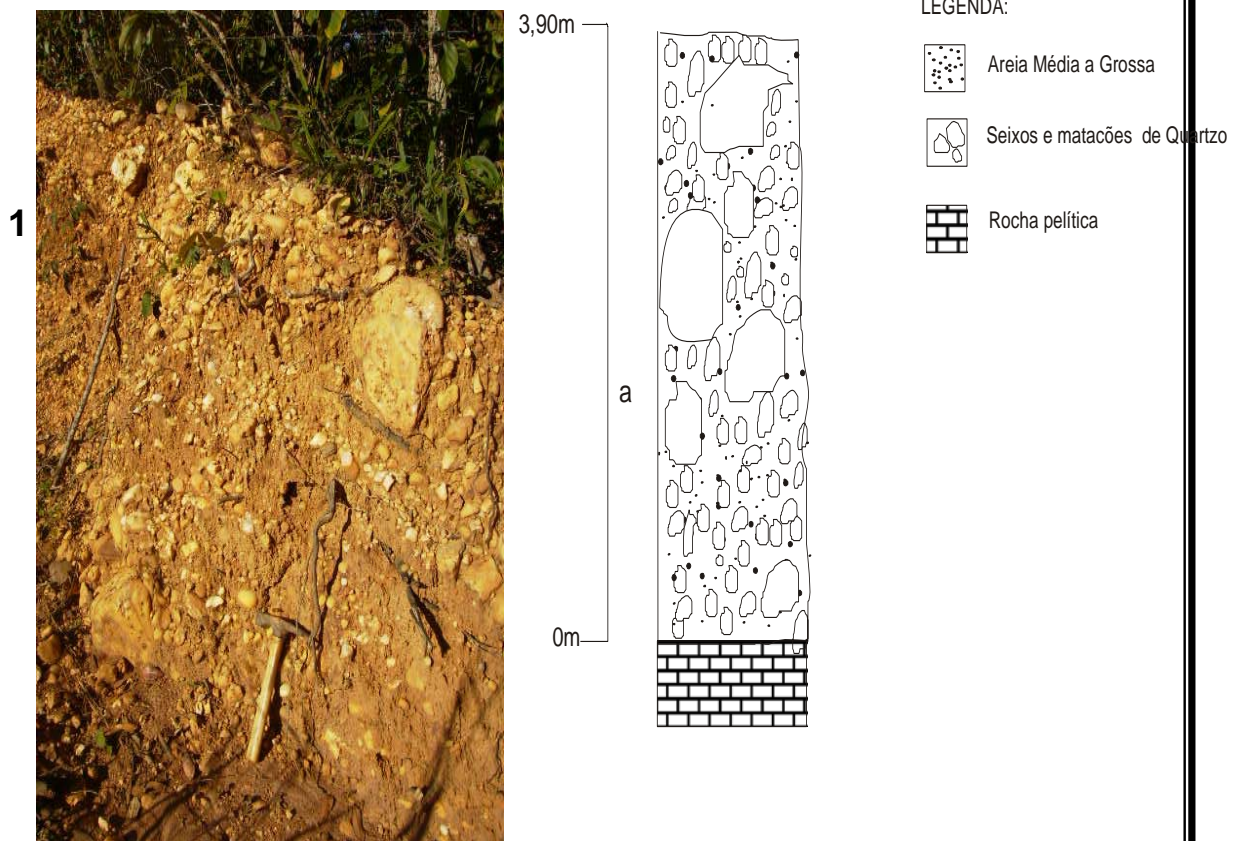 1
3,90m
a
0m
LEGENDA:
Areia Média a Grossa
Seixos e matacões de Quartzo
Rocha pelítica